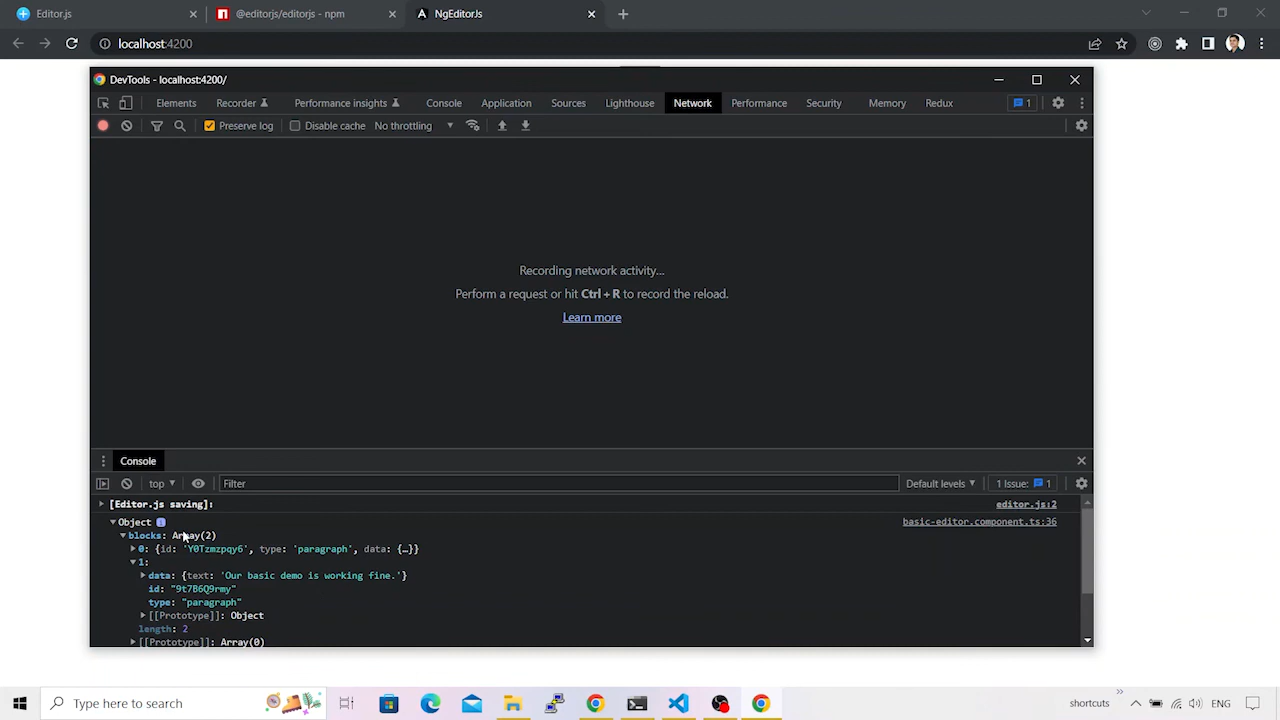 Editor.js
@editorjs/editorjs - npm
NgEditorJs
localhost:4200
DevTools - localhost:4200/
Elements Recorder Performance insights Console Application Sources Lighthouse Network Performance Security Memory Redux 1
Preserve log Disable cache No throttling
Recording network activity...
Perform a request or hit Ctrl + R to record the reload.
Learn more
Console
top Filter Default levels 1 Issue: 1
[Editor.js saving]: editor.js:2
Object i basic-editor.component.ts:36
blocks: Array(2)
0: {id: 'Y0Tzmzpqy6', type: 'paragraph', data: {…}}
1:
data: {text: 'Our basic demo is working fine.'}
id: "9t7B6Q9rmy"
type: "paragraph"
[[Prototype]]: Object
length: 2
[[Prototype]]: Array(0)
Type here to search
shortcuts » ENG